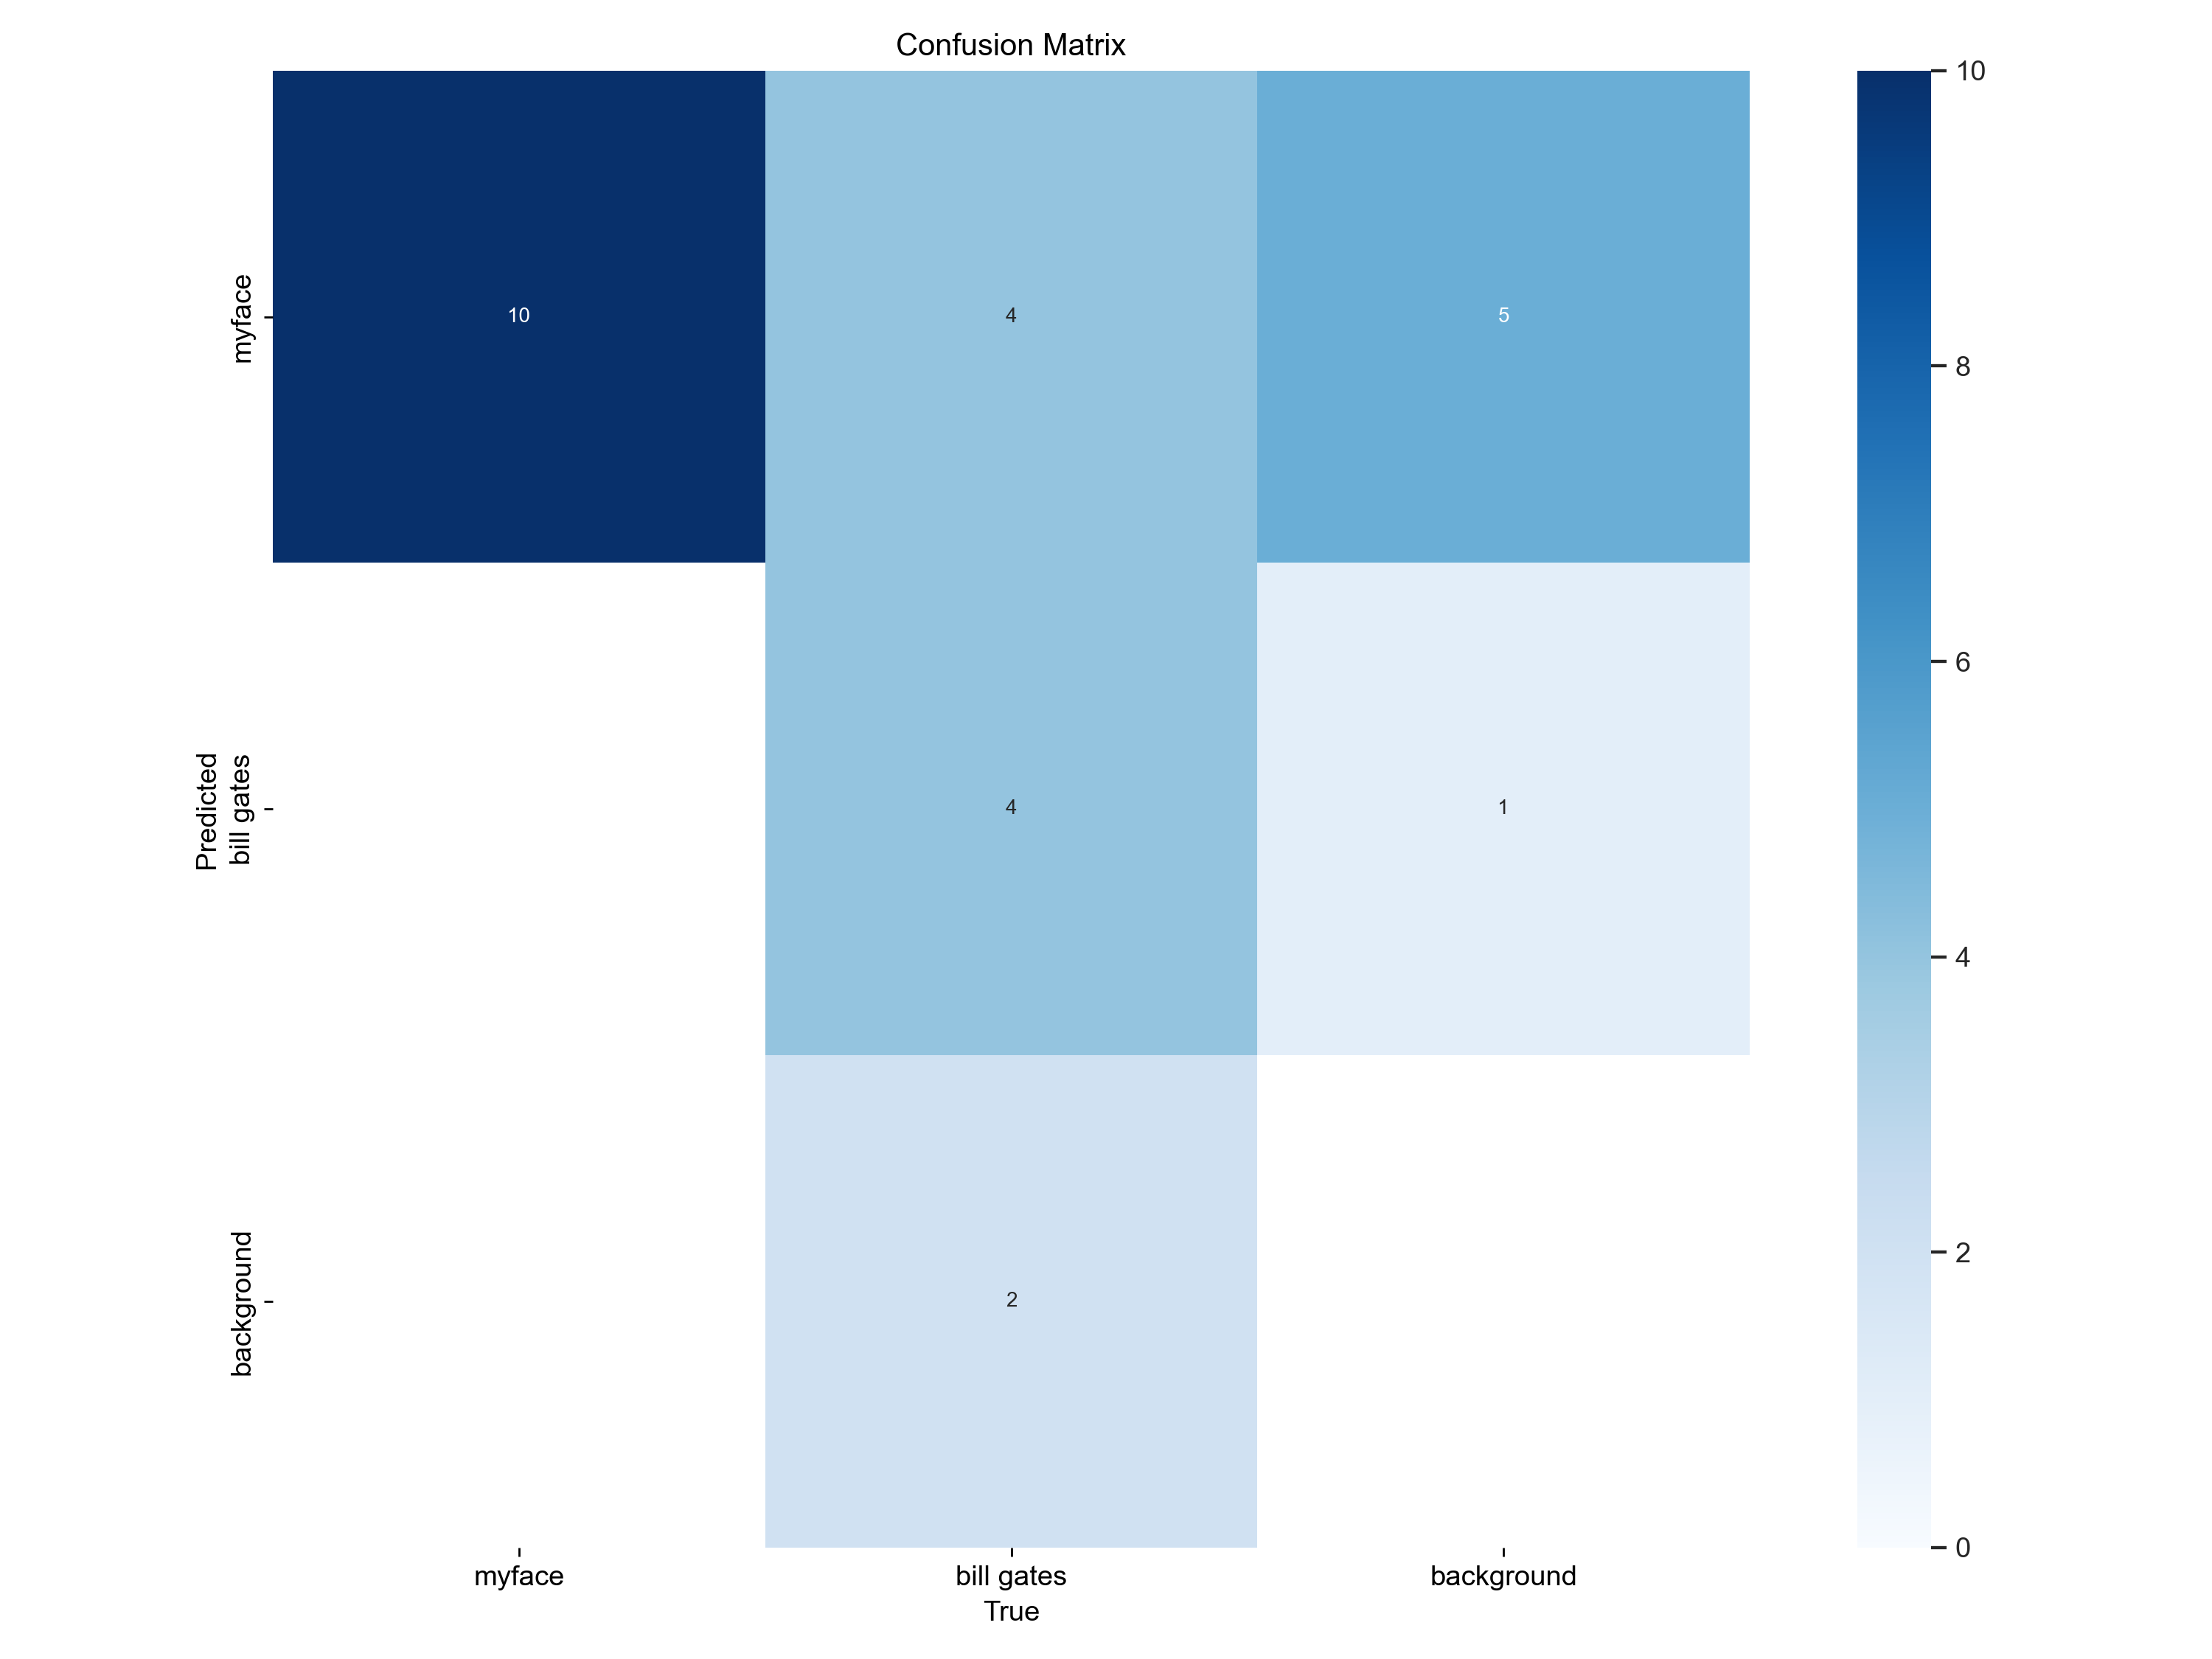 Confusion Matrix
10
4
5
4
1
2
myface
bill gates
background
Predicted
myface
bill gates
background
True
10
8
6
4
2
0